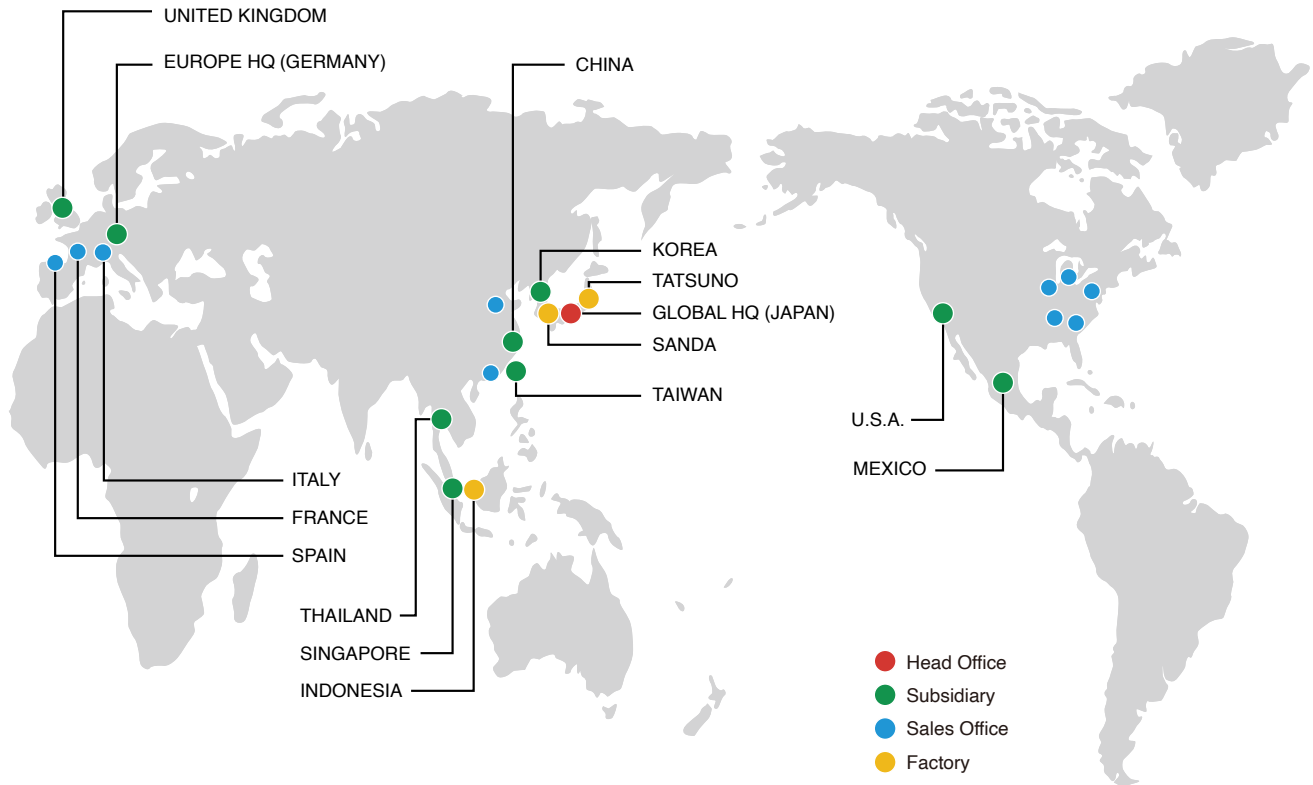 UNITED KINGDOM
EUROPE HQ (GERMANY)
CHINA
KOREA
TATSUNO
GLOBAL HQ (JAPAN)
SANDA
TAIWAN
U.S.A.
MEXICO
ITALY
FRANCE
SPAIN
THAILAND
SINGAPORE
INDONESIA
Head Office
Subsidiary
Sales Office
Factory